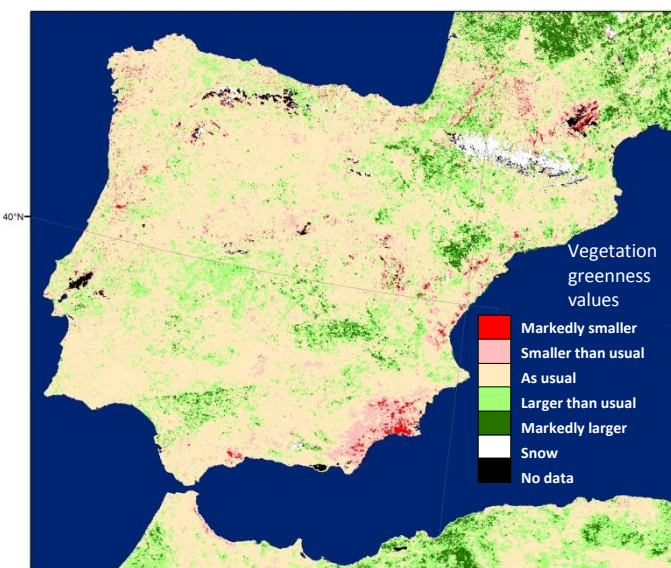 40°N
Vegetation
greenness
values
Markedly smaller
Smaller than usual
As usual
Larger than usual
Markedly larger
Snow
No data